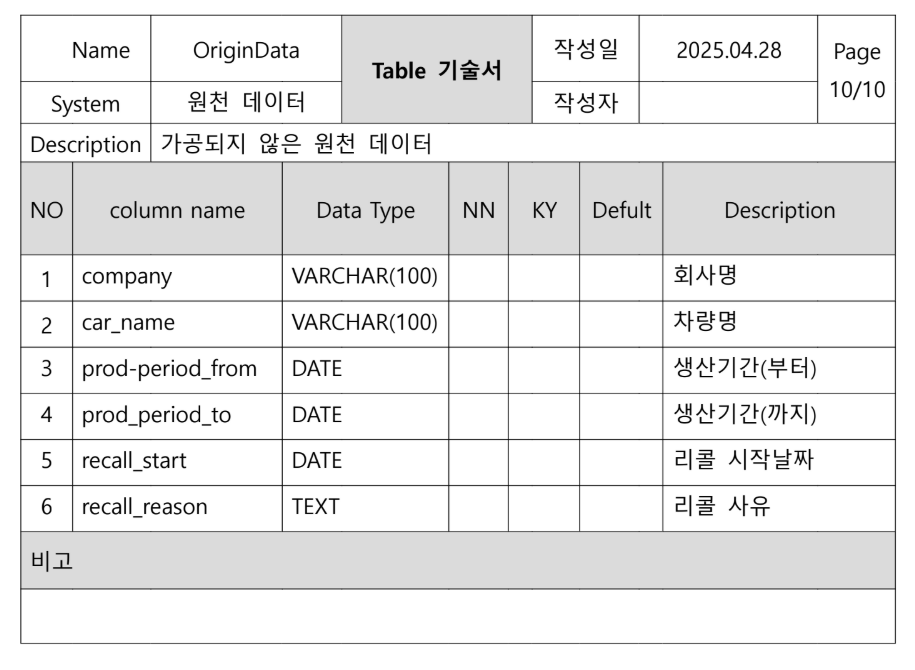 Name OriginData Table 기술서 작성일 2025.04.28 Page 10/10
System 원천 데이터 작성자
Description 가공되지 않은 원천 데이터
NO column name Data Type NN KY Defult Description
1 company VARCHAR(100) 회사명
2 car_name VARCHAR(100) 차량명
3 prod-period_from DATE 생산기간(부터)
4 prod_period_to DATE 생산기간(까지)
5 recall_start DATE 리콜 시작날짜
6 recall_reason TEXT 리콜 사유
비고